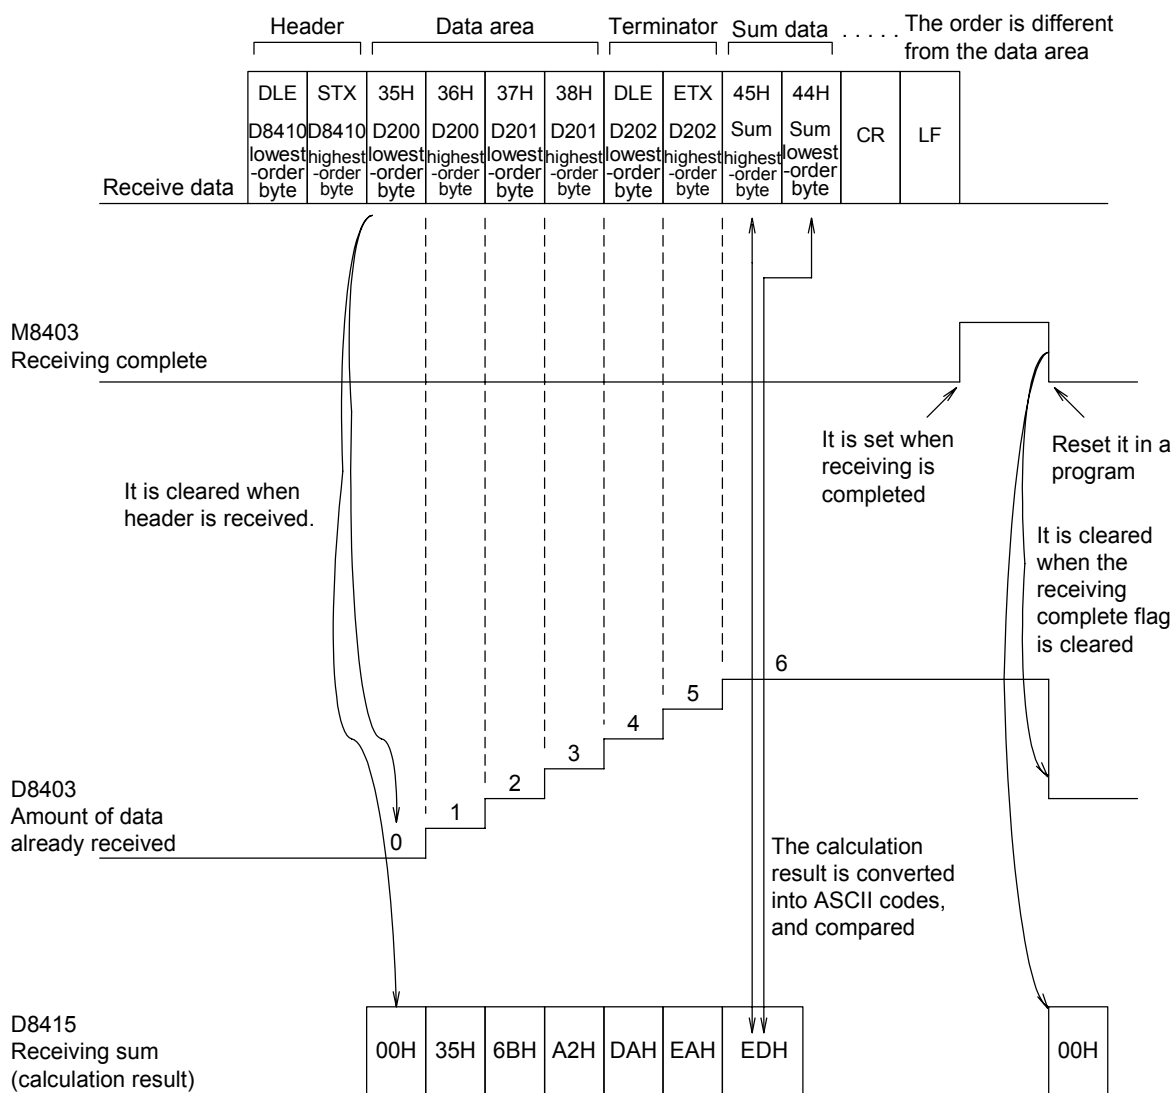 Header Data area Terminator Sum data . . . . . The order is different
from the data area
DLE STX 35H 36H 37H 38H DLE ETX 45H 44H CR LF
D8410 D8410 D200 D200 D201 D201 D202 D202 Sum Sum
lowest highest lowest highest lowest highest lowest highest highest lowest
-order -order -order -order -order -order -order -order -order -order
byte byte byte byte byte byte byte byte byte byte
Receive data
M8403
Receiving complete
It is set when
receiving is
completed
Reset it in a
program
It is cleared when
header is received.
It is cleared
when the
receiving
complete flag
is cleared
6
5
4
3
2
1
0
D8403
Amount of data
already received
The calculation
result is converted
into ASCII codes,
and compared
D8415
Receiving sum
(calculation result)
00H 35H 6BH A2H DAH EAH EDH 00H